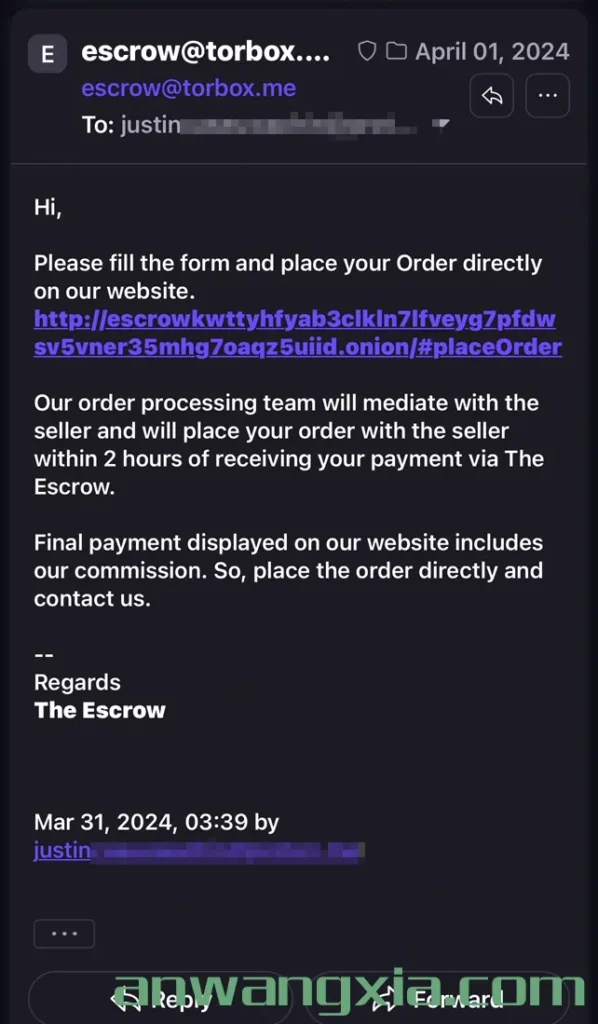 E
escrow@torbox....
April 01, 2024
escrow@torbox.me
To: justin
Hi,
Please fill the form and place your Order directly
on our website.
http://escrowkwttyhfyab3clkln7lfveyg7pfdw
sv5vner35mhg7oaqz5uiid.onion/#placeOrder
Our order processing team will mediate with the
seller and will place your order with the seller
within 2 hours of receiving your payment via The
Escrow.
Final payment displayed on our website includes
our commission. So, place the order directly and
contact us.
--
Regards
The Escrow
Mar 31, 2024, 03:39 by
justin
Reply
Forward
anwangxia.com